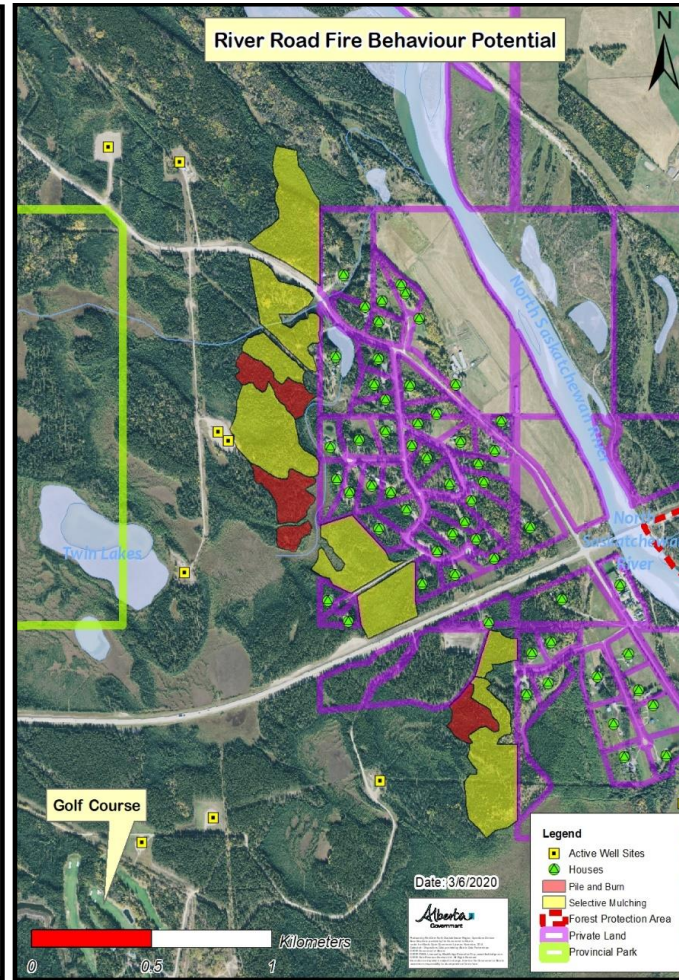 River Road Fire Behaviour Potential
N
North Saskatchewan River
North
Saskatchewan
River
Twin Lakes
Golf Course
Legend
Active Well Sites
Houses
Pile and Burn
Selective Mulching
Forest Protection Area
Private Land
Provincial Park
Date: 3/6/2020
Alberta
Government
Kilometers
0
0.5
1